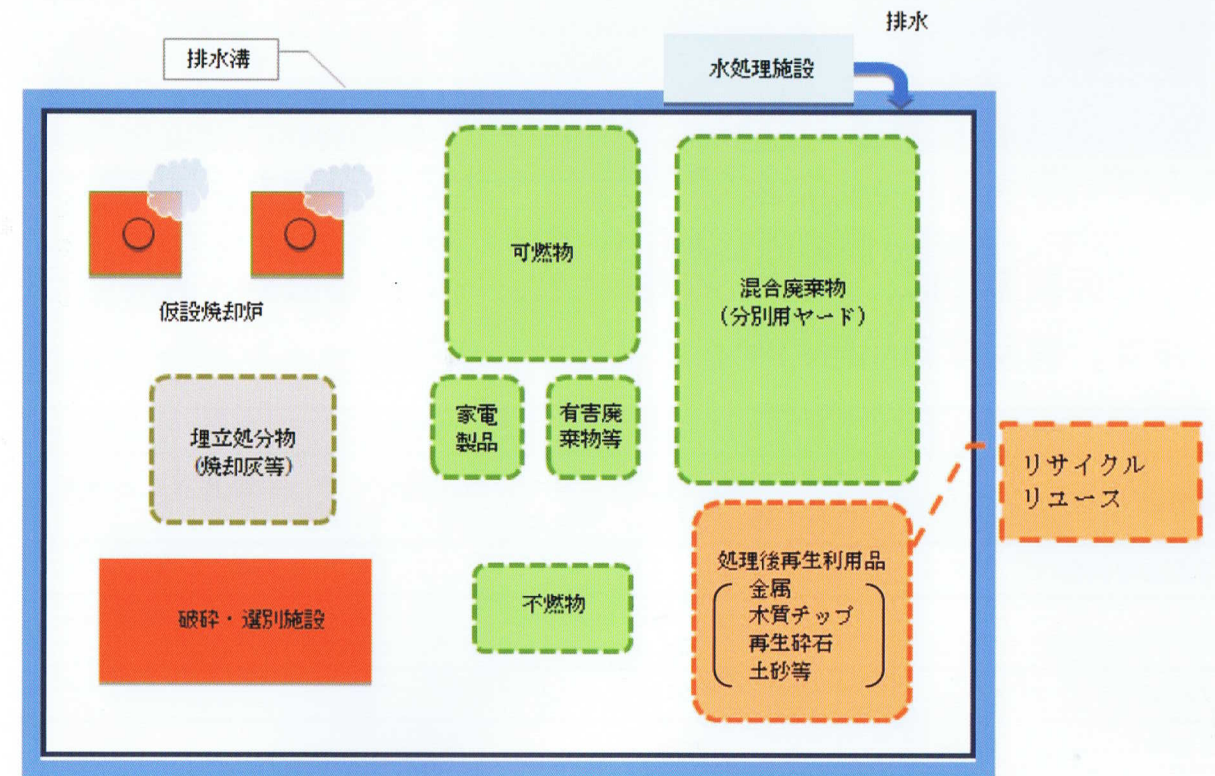 排水
排水溝
水処理施設
可燃物
混合廃棄物
（分別用ヤード）
仮設焼却炉
家電
製品
有害廃
棄物等
埋立処分物
(焼却灰等)
リサイクル
リユース
処理後再生利用品
金属
木質チップ
再生砕石
土砂等
不燃物
破砕・選別施設